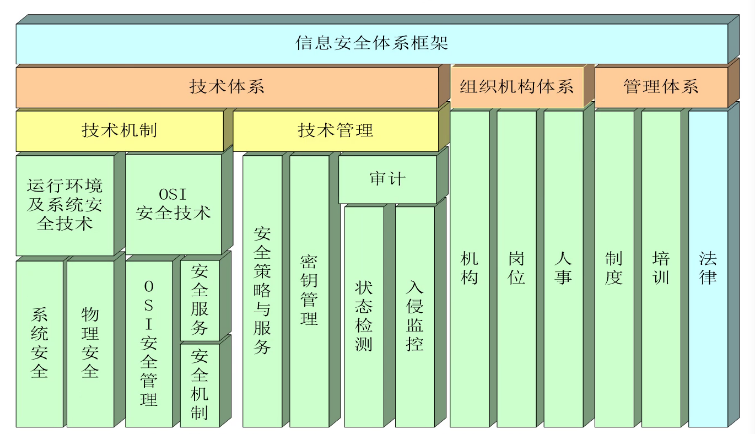 信息安全体系框架
技术体系
组织机构体系
管理体系
技术机制
技术管理
运行环境
及系统安
全技术
OSI
安全技术
审计
系统安全
物理安全
OSI安全管理
安全服务
安全机制
安全策略与服务
密钥管理
状态检测
入侵监控
机构
岗位
人事
制度
培训
法律